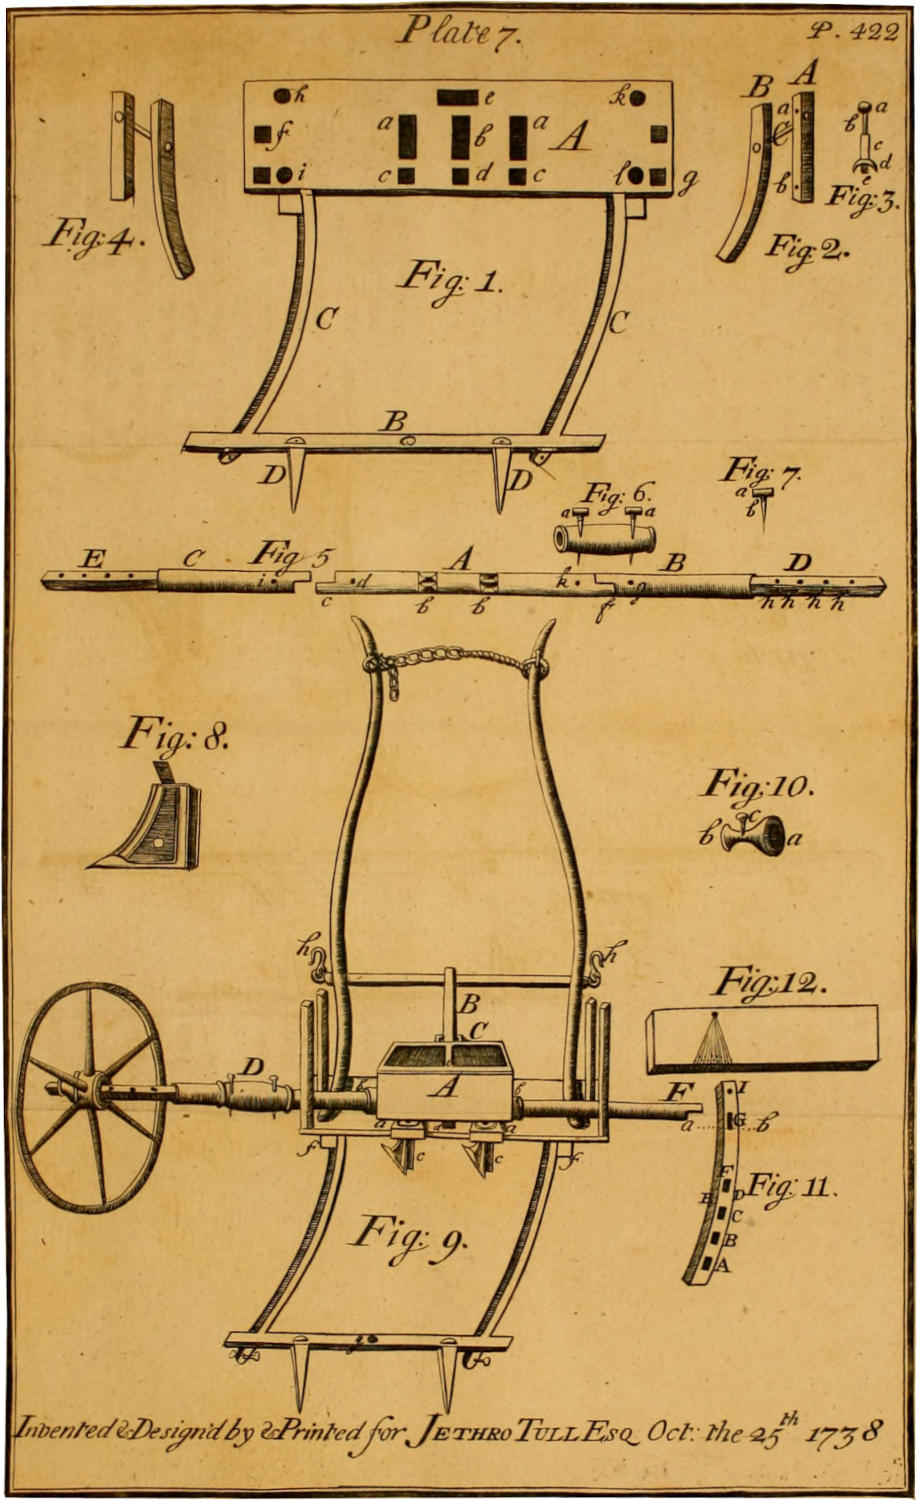 Plate 7.
P. 422
h
e
k
f
a
b
a
A
i
c
d
c
l
g
B
A
a
C
b
a
b
c
d
e
Fig: 3.
Fig: 4.
Fig: 2.
Fig: 1.
C
C
B
D
D
Fig: 6.
a
a
Fig: 7.
a
b
E
C
Fig 5
i
c
d
A
b
b
k
f
g
B
D
h h h h
Fig: 8.
Fig: 10.
b
c
a
h
h
B
C
Fig: 12.
D
A
F
a
a
d
c
c
f
f
I
a
G
b
F
E
D
C
B
A
Fig: 11.
Fig: 9.
g
Invented & Design'd by & Printed for JETHRO TULL ESQ Oct: the 25th 1738